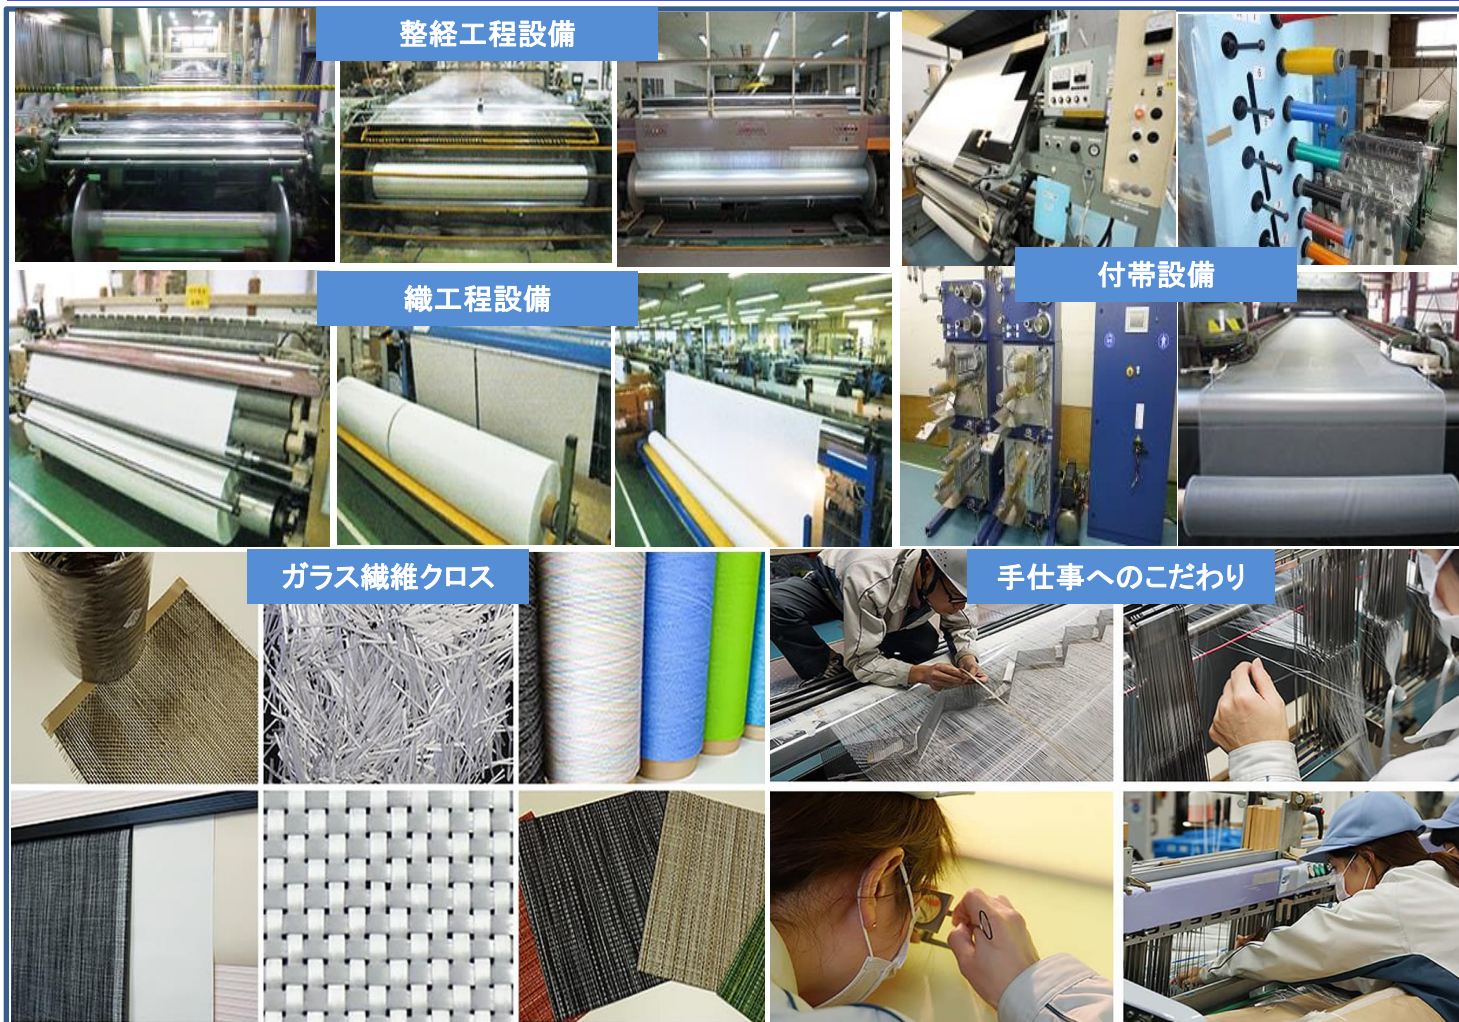 整経工程設備
織工程設備
付帯設備
ガラス繊維クロス
手仕事へのこだわり